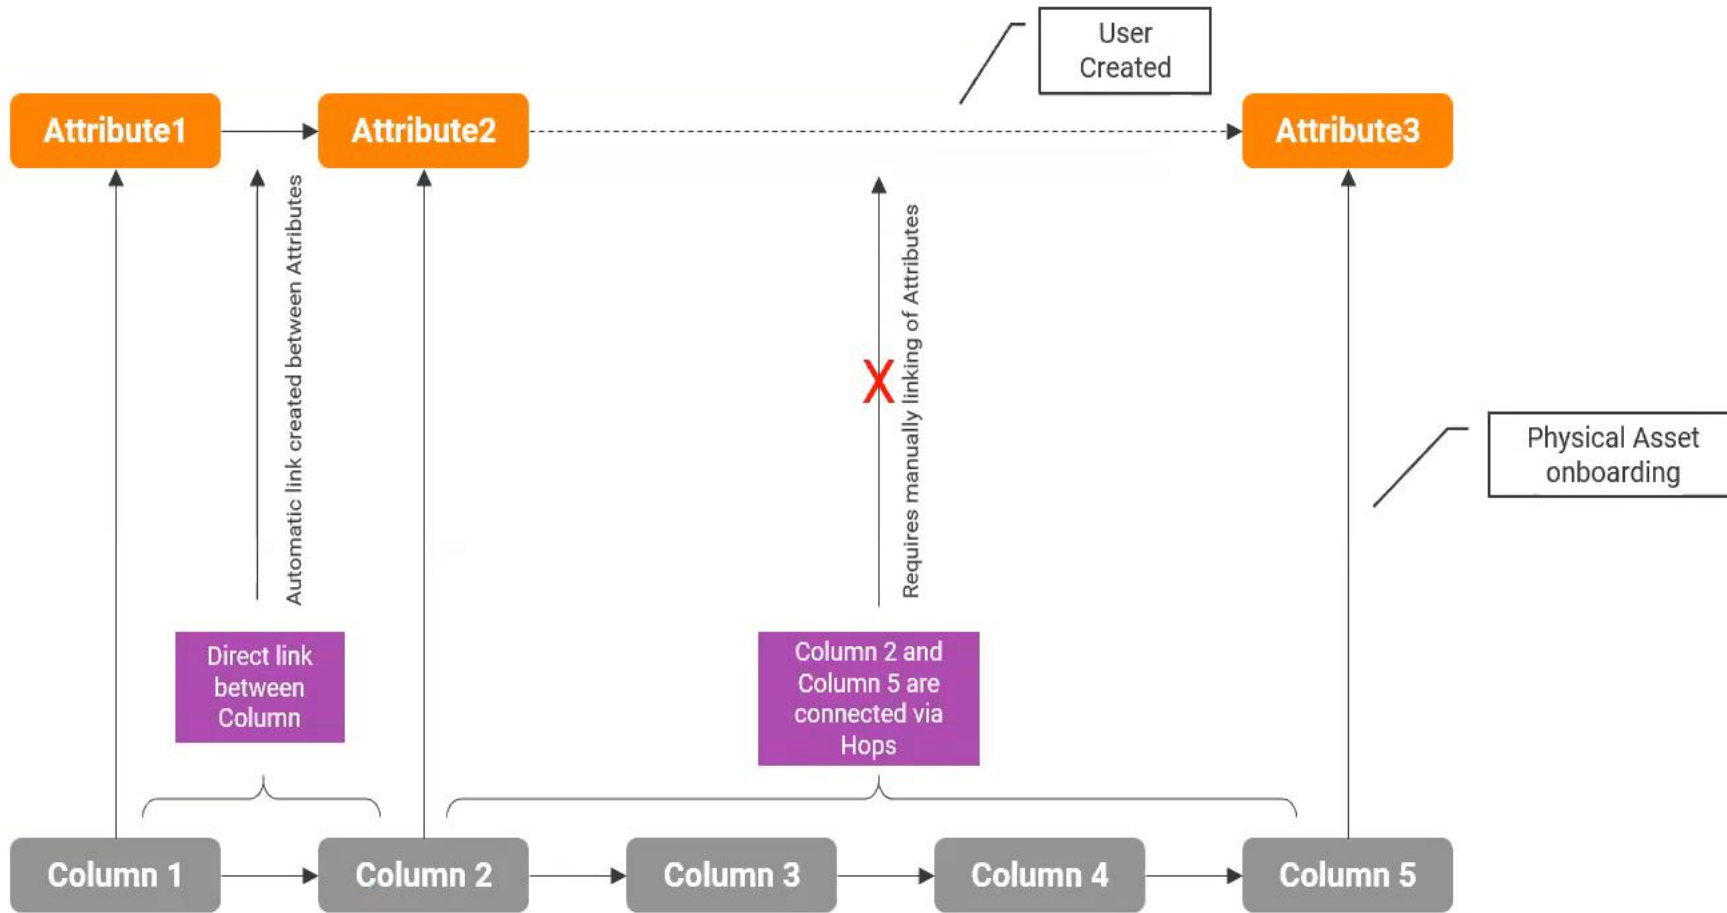 User
Created
Attribute1
Attribute2
Attribute3
Automatic link created between Attributes
Requires manually linking of Attributes
X
Physical Asset
onboarding
Direct link
between
Column
Column 2 and
Column 5 are
connected via
Hops
Column 1
Column 2
Column 3
Column 4
Column 5